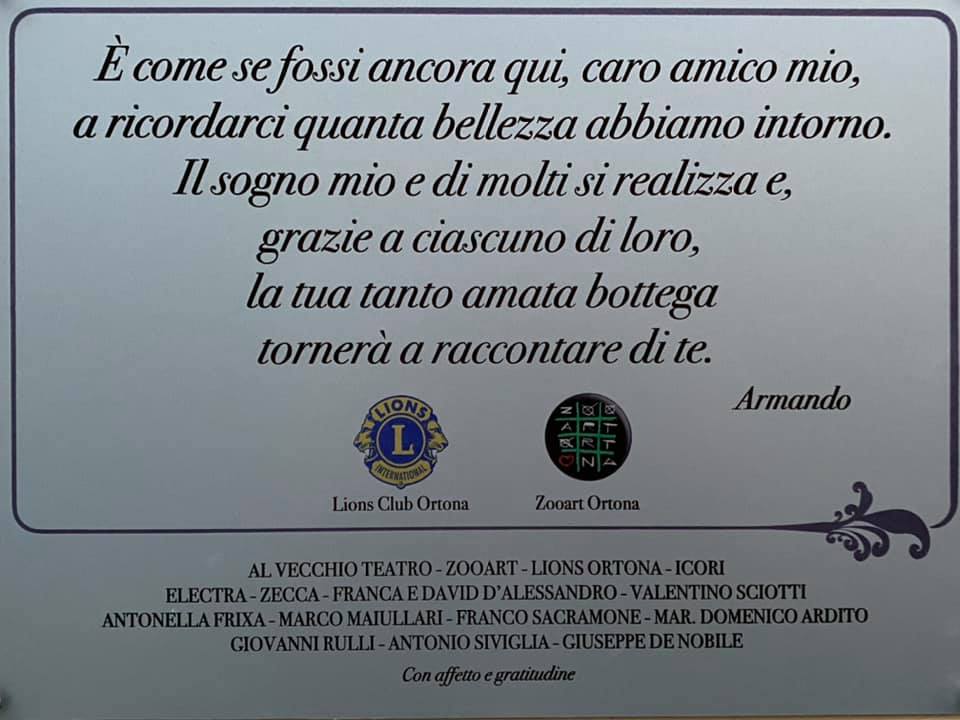 È come se fossi ancora qui, caro amico mio,
a ricordarci quanta bellezza abbiamo intorno.
Il sogno mio e di molti si realizza e,
grazie a ciascuno di loro,
la tua tanto amata bottega
tornerà a raccontare di te.
Armando
LIONS
L
INTERNATIONAL
Lions Club Ortona
Zooart Ortona
AL VECCHIO TEATRO - ZOOART - LIONS ORTONA - ICORI
ELECTRA - ZECCA - FRANCA E DAVID D'ALESSANDRO - VALENTINO SCIOTTI
ANTONELLA FRIXA - MARCO MAIULLARI - FRANCO SACRAMONE - MAR. DOMENICO ARDITO
GIOVANNI RULLI - ANTONIO SIVIGLIA - GIUSEPPE DE NOBILE
Con affetto e gratitudine